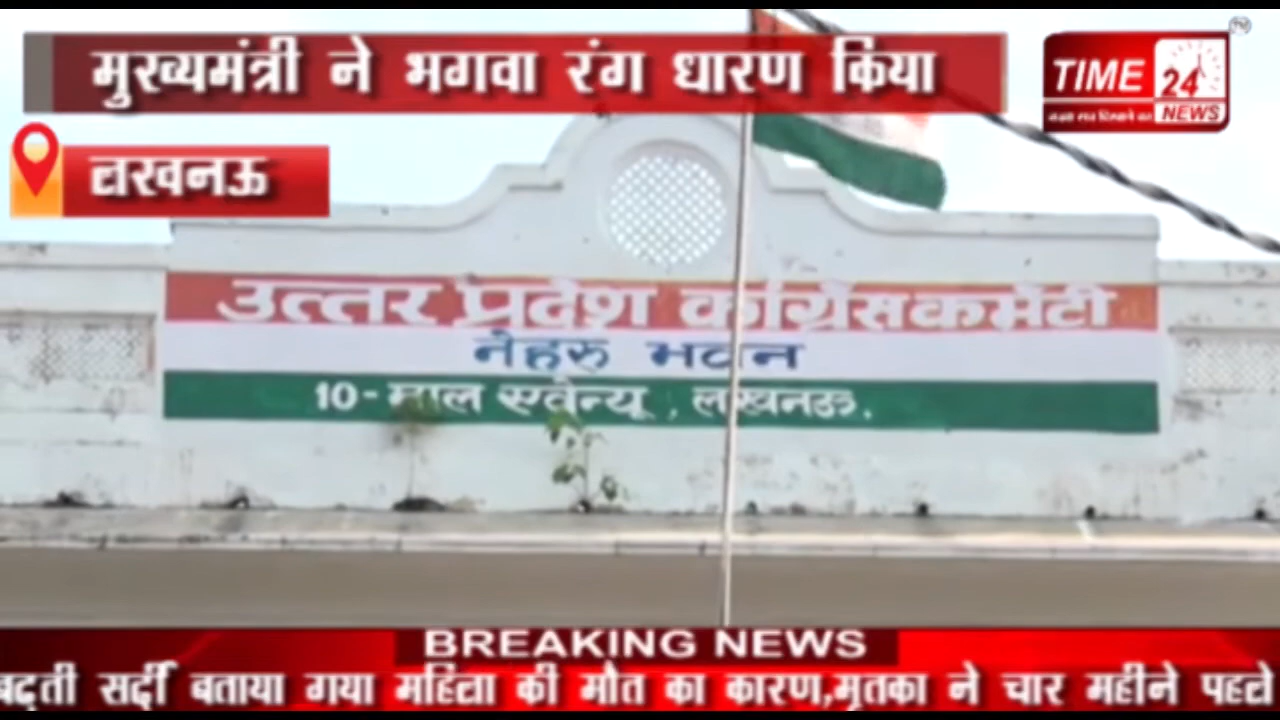 मुख्यमंत्री ने भगवा रंग धारण किया
TIME 24 NEWS
लखनऊ
उत्तर प्रदेश कांग्रेस कमेटी
नेहरु भवन
10-माल एवेन्यू, लखनऊ.
BREAKING NEWS
बढ़ती सर्दी बताया गया महिला की मौत का कारण,मृतका ने चार महीने पहले